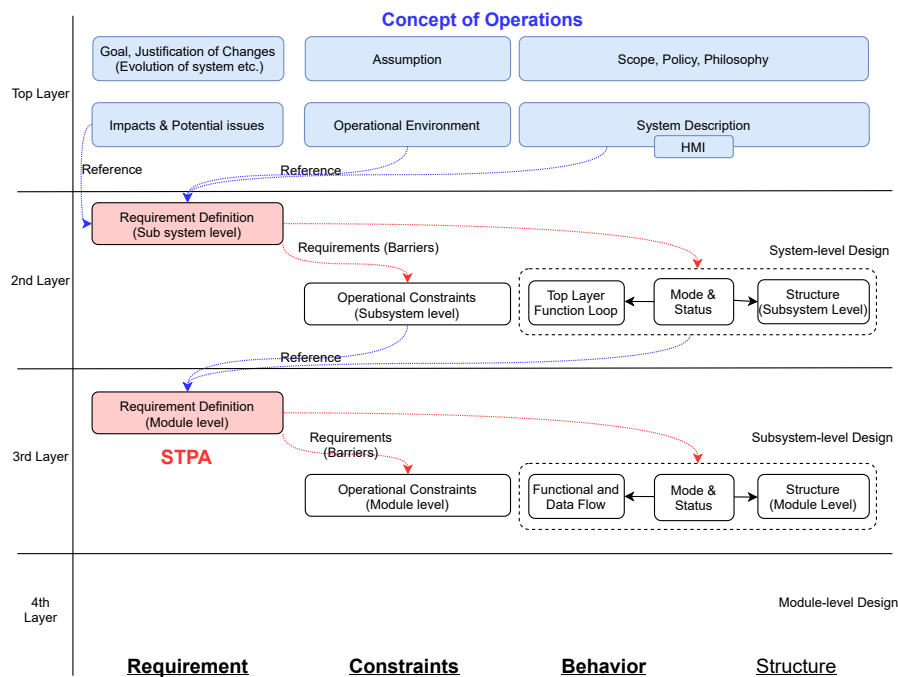 Concept of Operations
Goal, Justification of Changes
(Evolution of system etc.)
Assumption
Scope, Policy, Philosophy
Top Layer
Impacts & Potential issues
Operational Environment
System Description
HMI
Reference
Reference
Requirement Definition
(Sub system level)
Requirements (Barriers)
System-level Design
2nd Layer
Operational Constraints
(Subsystem level)
Top Layer
Function Loop
Mode &
Status
Structure
(Subsystem Level)
Reference
Requirement Definition
(Module level)
Requirements
(Barriers)
Subsystem-level Design
3rd Layer
STPA
Operational Constraints
(Module level)
Functional and
Data Flow
Mode &
Status
Structure
(Module Level)
4th
Layer
Module-level Design
Requirement
Constraints
Behavior
Structure